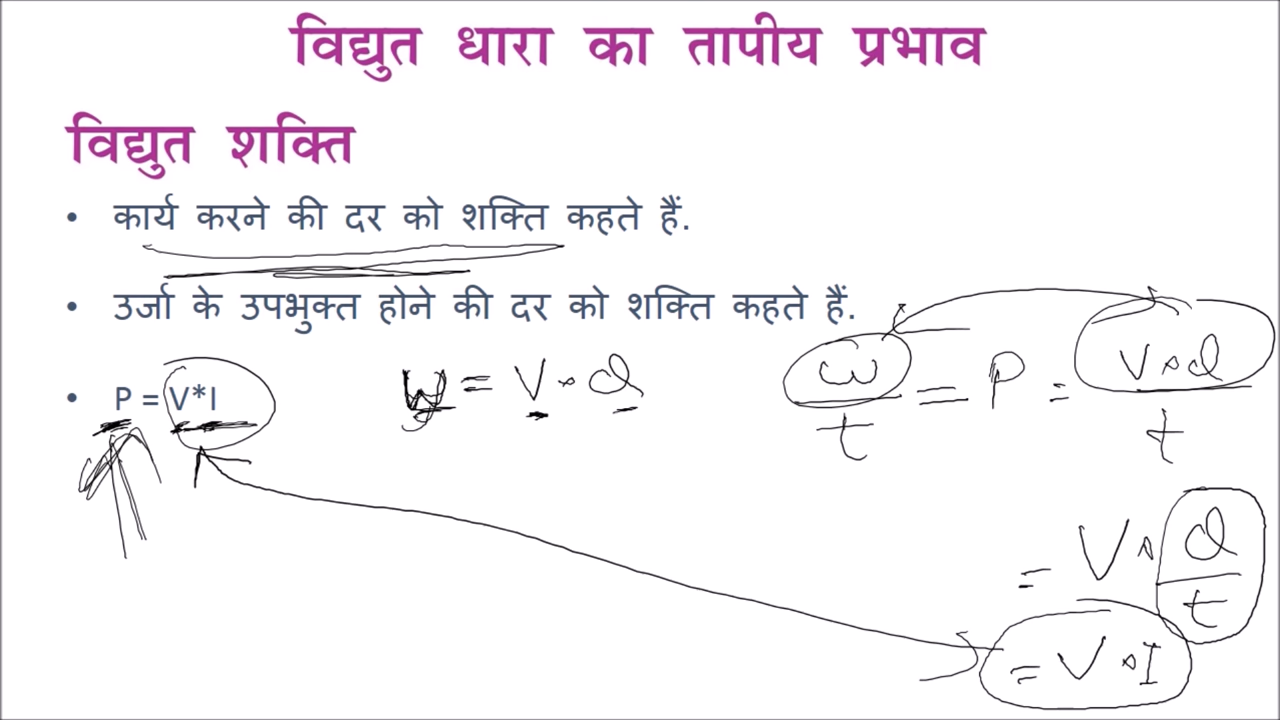 विद्युत धारा का तापीय प्रभाव
विद्युत शक्ति
• कार्य करने की दर को शक्ति कहते हैं.
• उर्जा के उपभुक्त होने की दर को शक्ति कहते हैं.
• P = V*I
W = V * Q
W/t = P = V * Q/t
= V * Q/t
= V * I